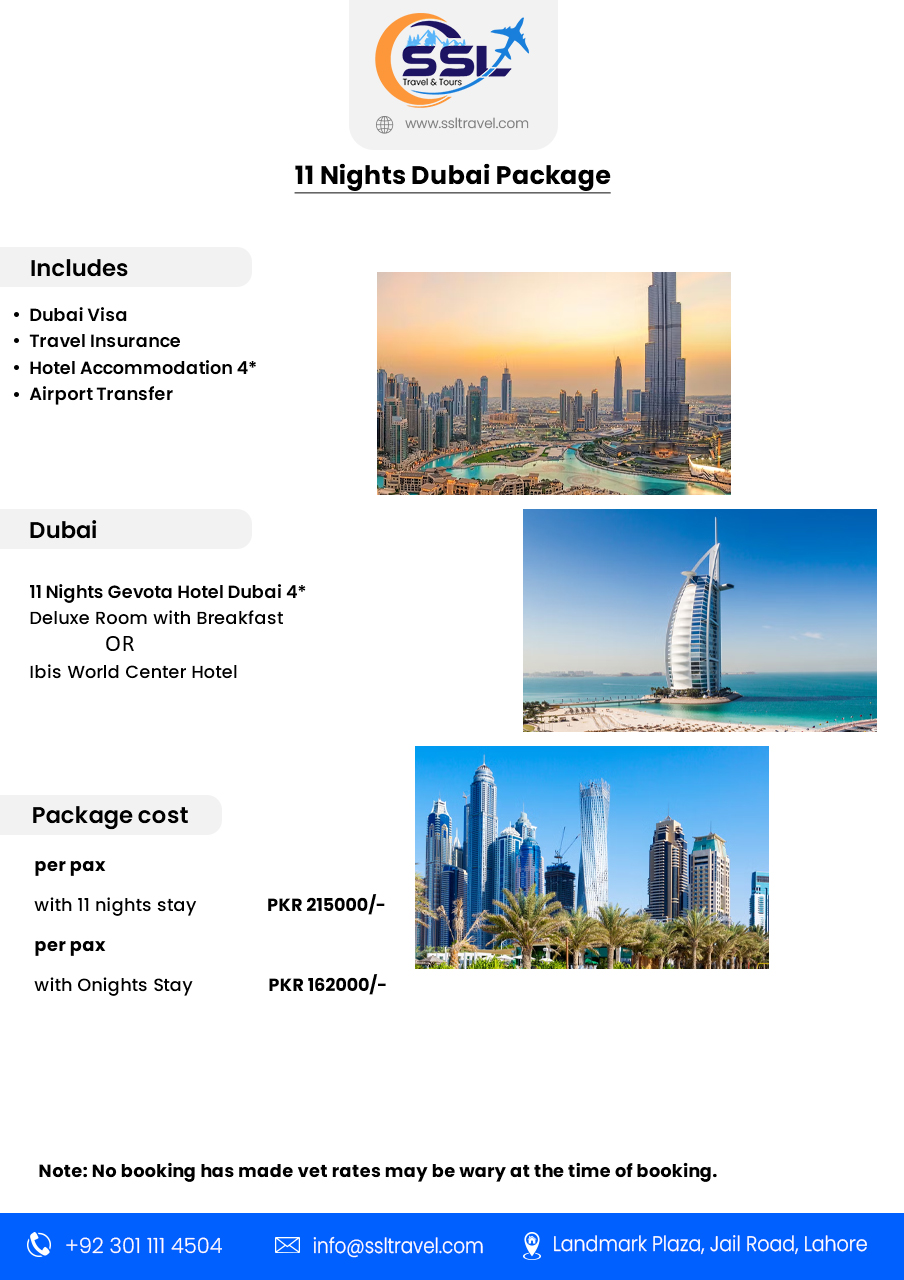 SSL
Travel & Tours
www.ssltravel.com
11 Nights Dubai Package
Includes
• Dubai Visa
• Travel Insurance
• Hotel Accommodation 4*
• Airport Transfer
Dubai
11 Nights Gevota Hotel Dubai 4*
Deluxe Room with Breakfast
OR
Ibis World Center Hotel
Package cost
per pax
with 11 nights stay PKR 215000/-
per pax
with Onights Stay PKR 162000/-
Note: No booking has made vet rates may be wary at the time of booking.
+92 301 111 4504 info@ssltravel.com Landmark Plaza, Jail Road, Lahore